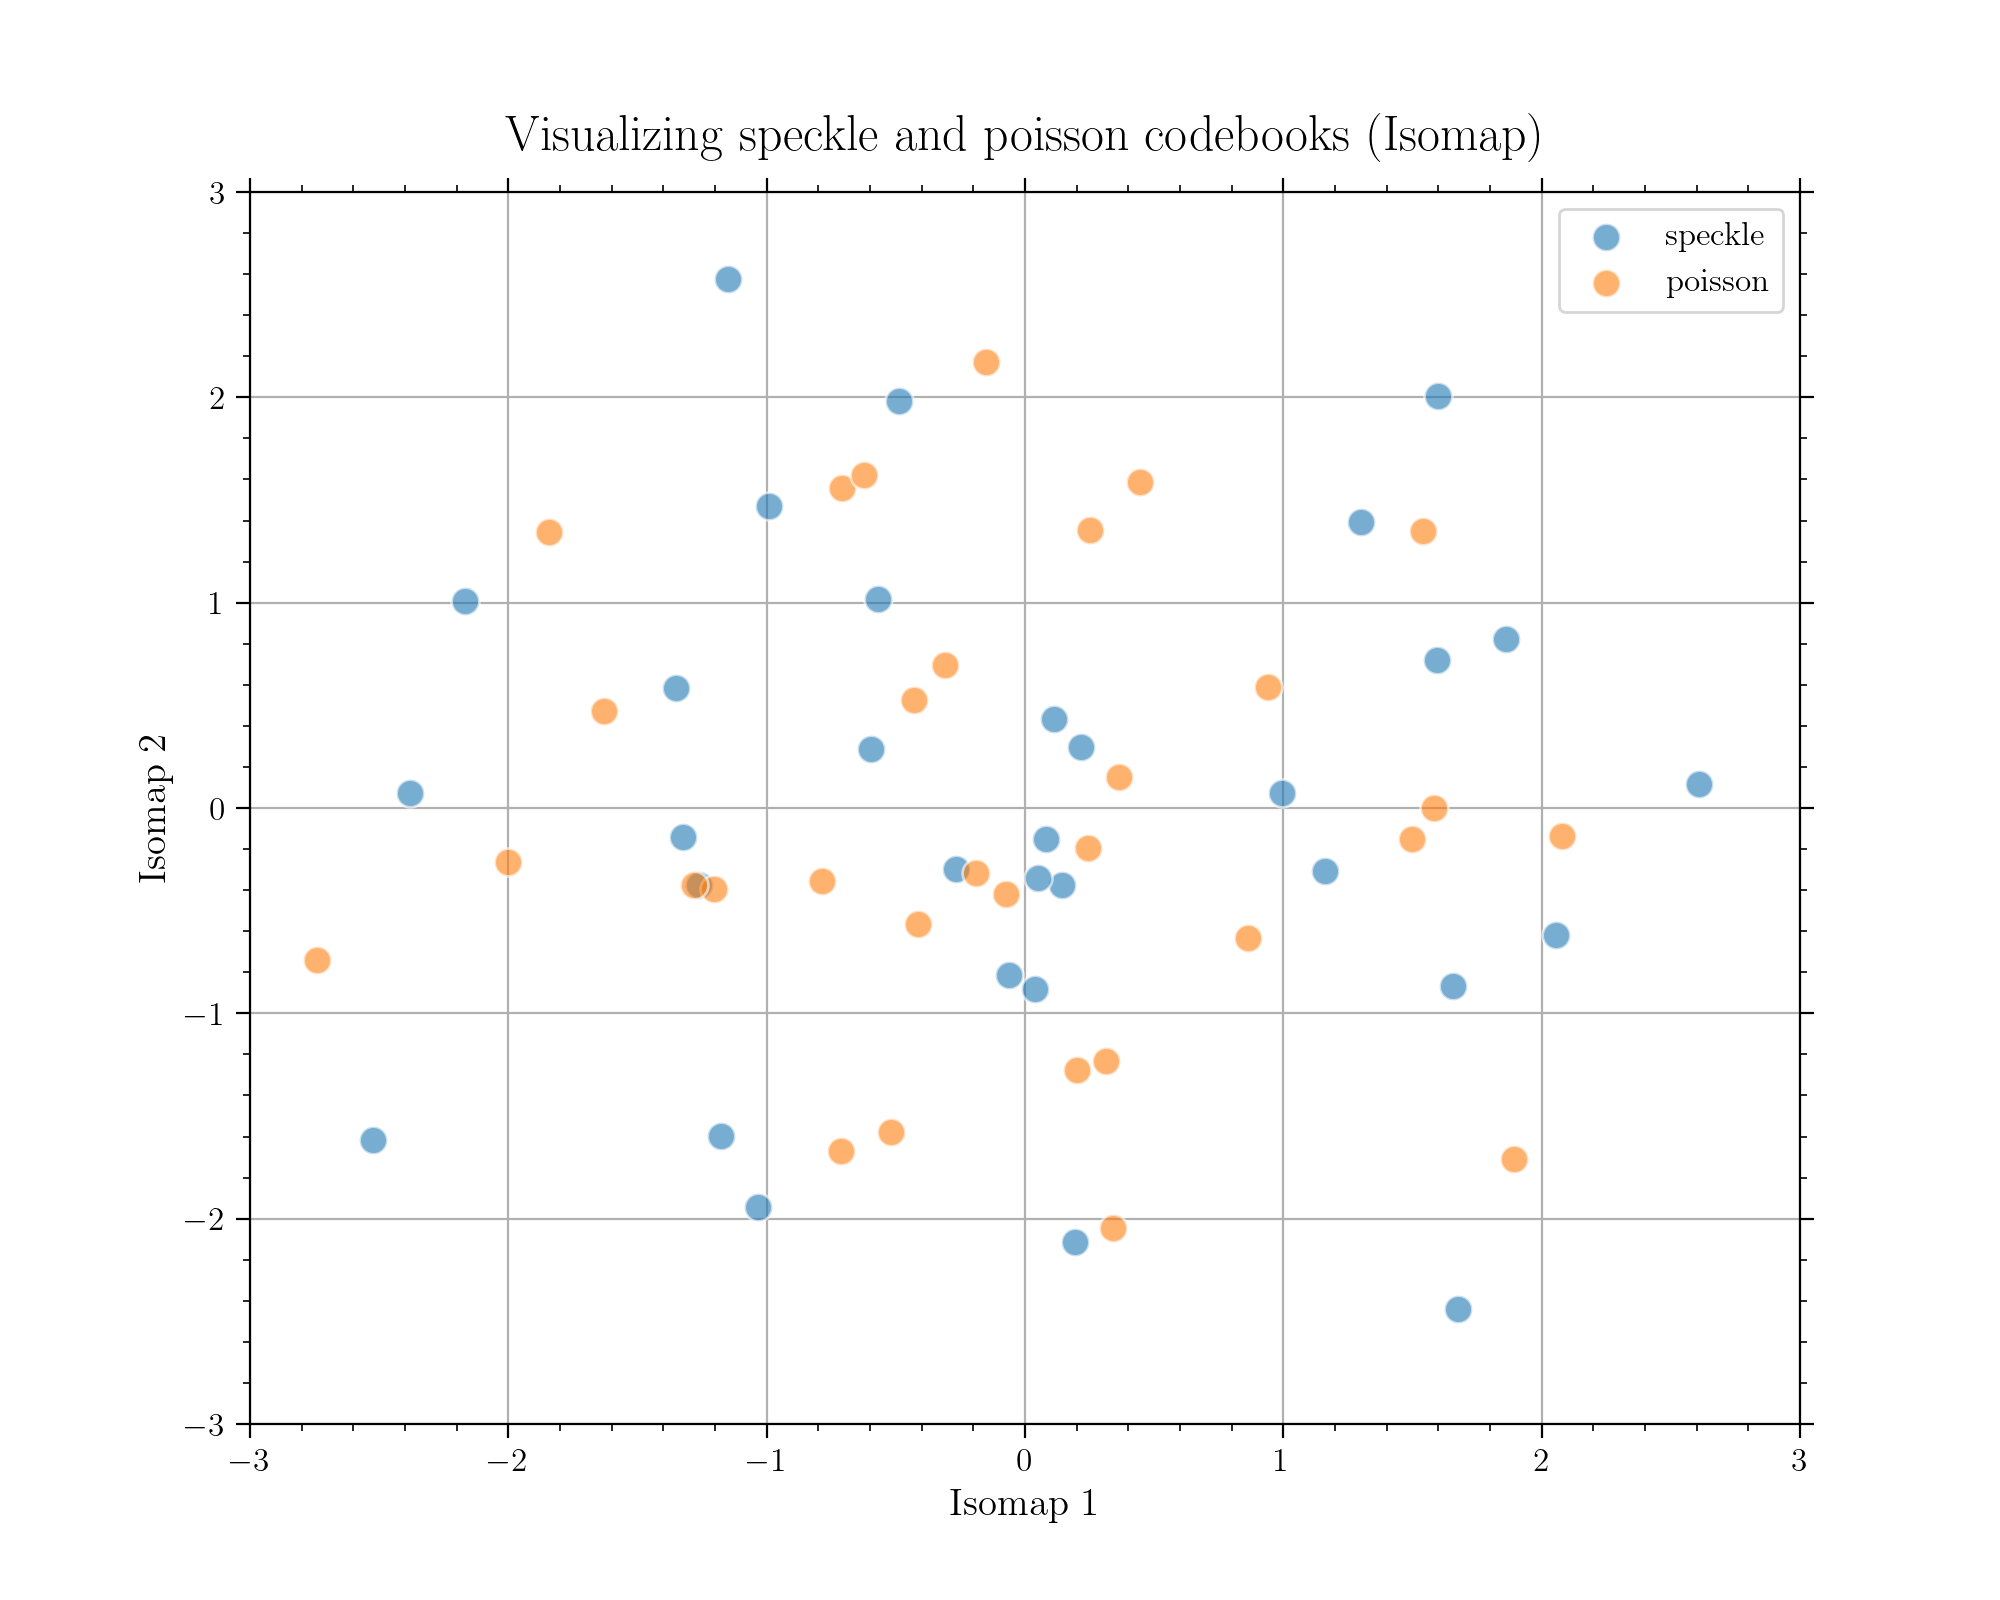 Visualizing speckle and poisson codebooks (Isomap)
speckle
poisson
3
2
1
0
−1
−2
−3
Isomap 2
−3 −2 −1 0 1 2 3
Isomap 1